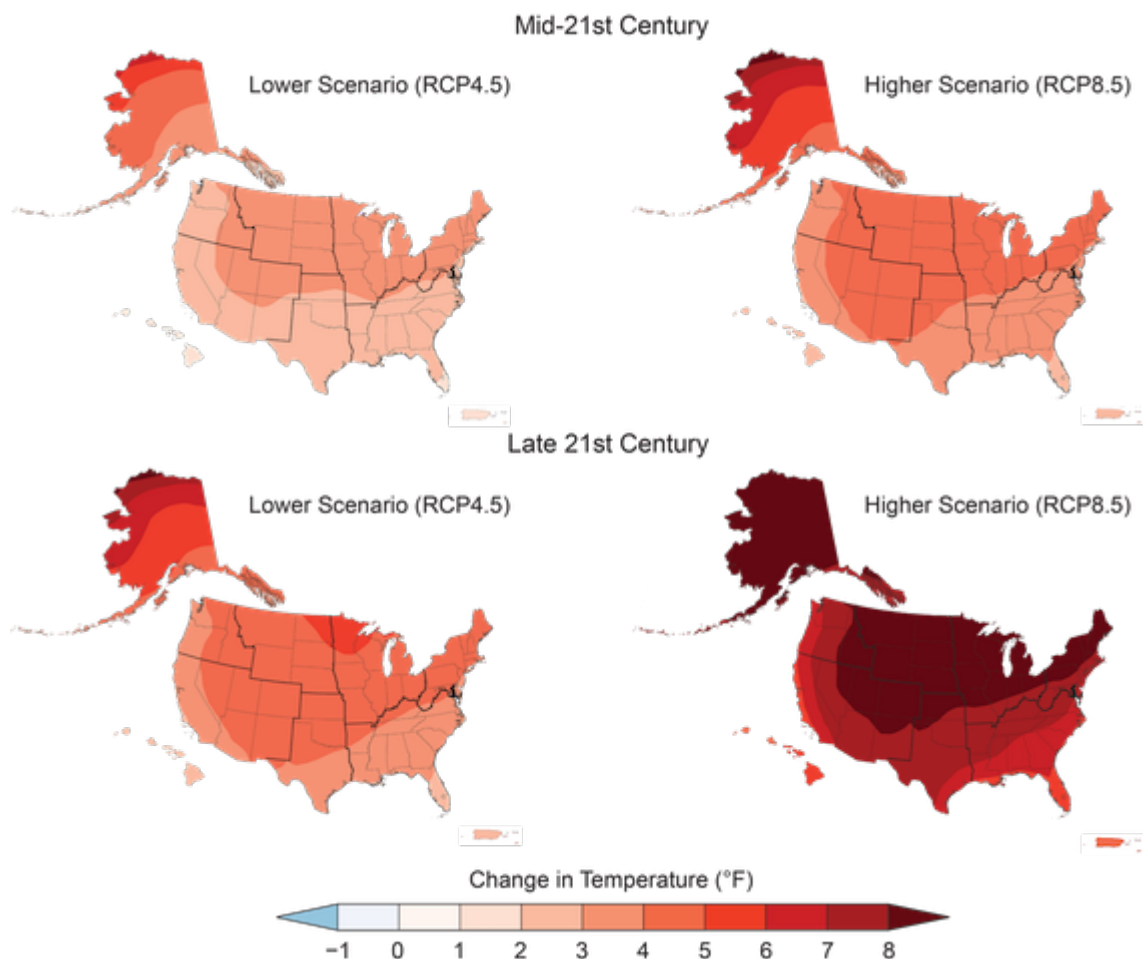 Mid-21st Century
Lower Scenario (RCP4.5)
Higher Scenario (RCP8.5)
Late 21st Century
Lower Scenario (RCP4.5)
Higher Scenario (RCP8.5)
Change in Temperature (°F)
−1 0 1 2 3 4 5 6 7 8